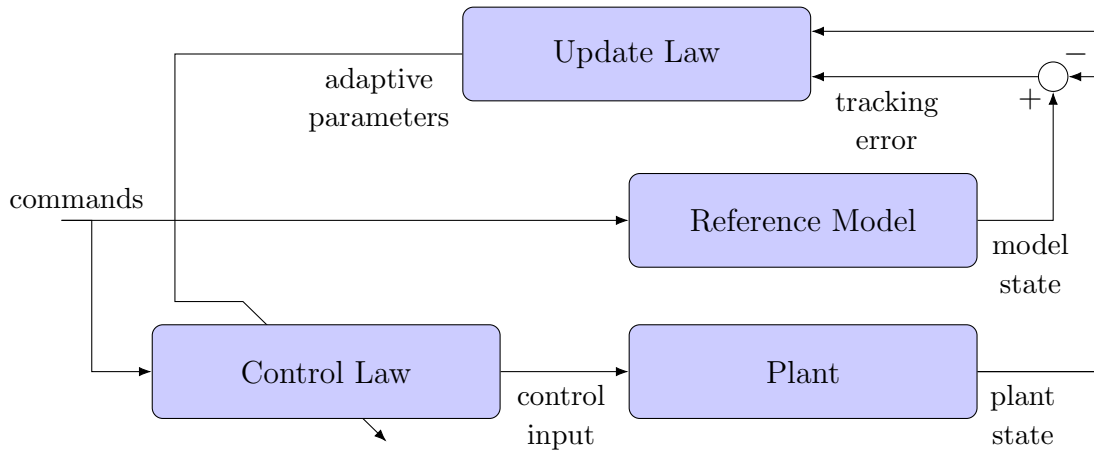 Update Law
−
adaptive
parameters
tracking
error
+
commands
Reference Model
model
state
Control Law
control
input
Plant
plant
state